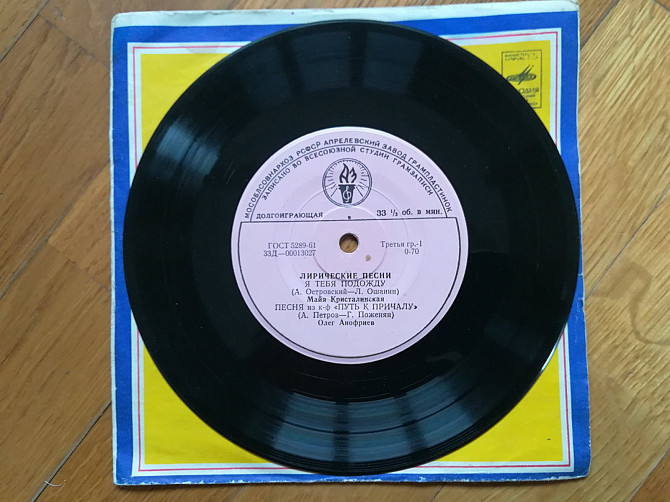 МОСОБЛСОВНАРХОЗ РСФСР АПРЕЛЕВСКИЙ ЗАВОД ГРАМПЛАСТИНОК
ЗАПИСАНО ВО ВСЕСОЮЗНОЙ СТУДИИ ГРАМЗАПИСИ
ДОЛГОИГРАЮЩАЯ
в
33 1/3 об. в мин.
ГОСТ 5289-61
Третья гр.-1
33Д—00013027
0-70
ЛИРИЧЕСКИЕ ПЕСНИ
Я ТЕБЯ ПОДОЖДУ
(А. Островский—Л. Ошанин)
Майя Кристалинская
ПЕСНЯ из к-ф «ПУТЬ К ПРИЧАЛУ»
(А. Петров—Г. Поженян)
Олег Анофриев